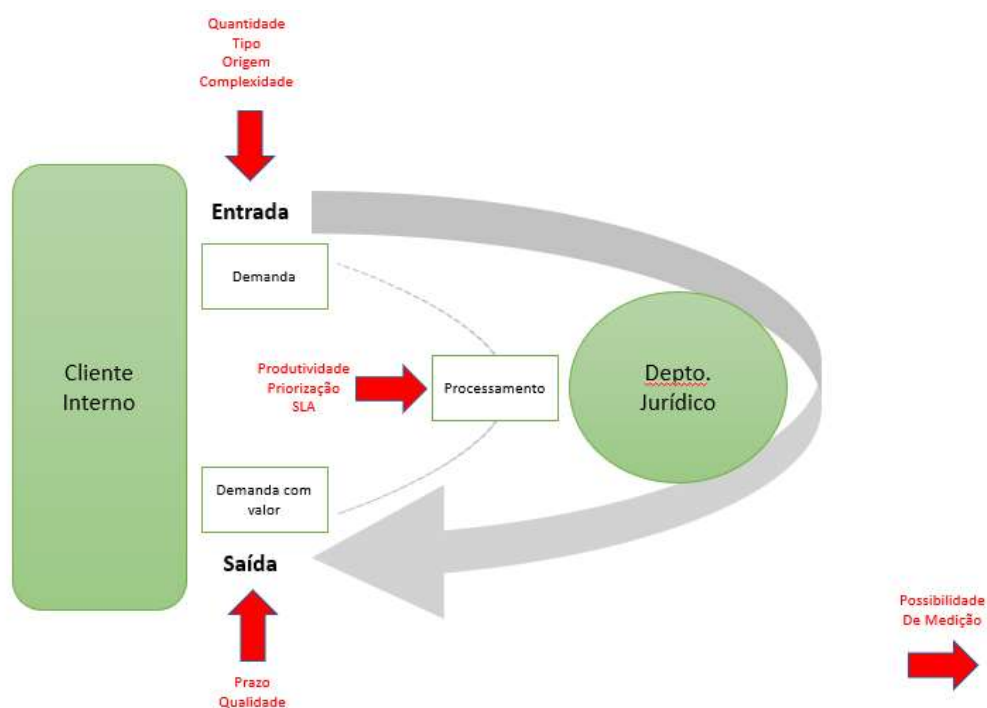 Quantidade
Tipo
Origem
Complexidade
Entrada
Demanda
Cliente
Interno
Produtividade
Priorização
SLA
Processamento
Depto.
Jurídico
Demanda com
valor
Saída
Prazo
Qualidade
Possibilidade
De Medição